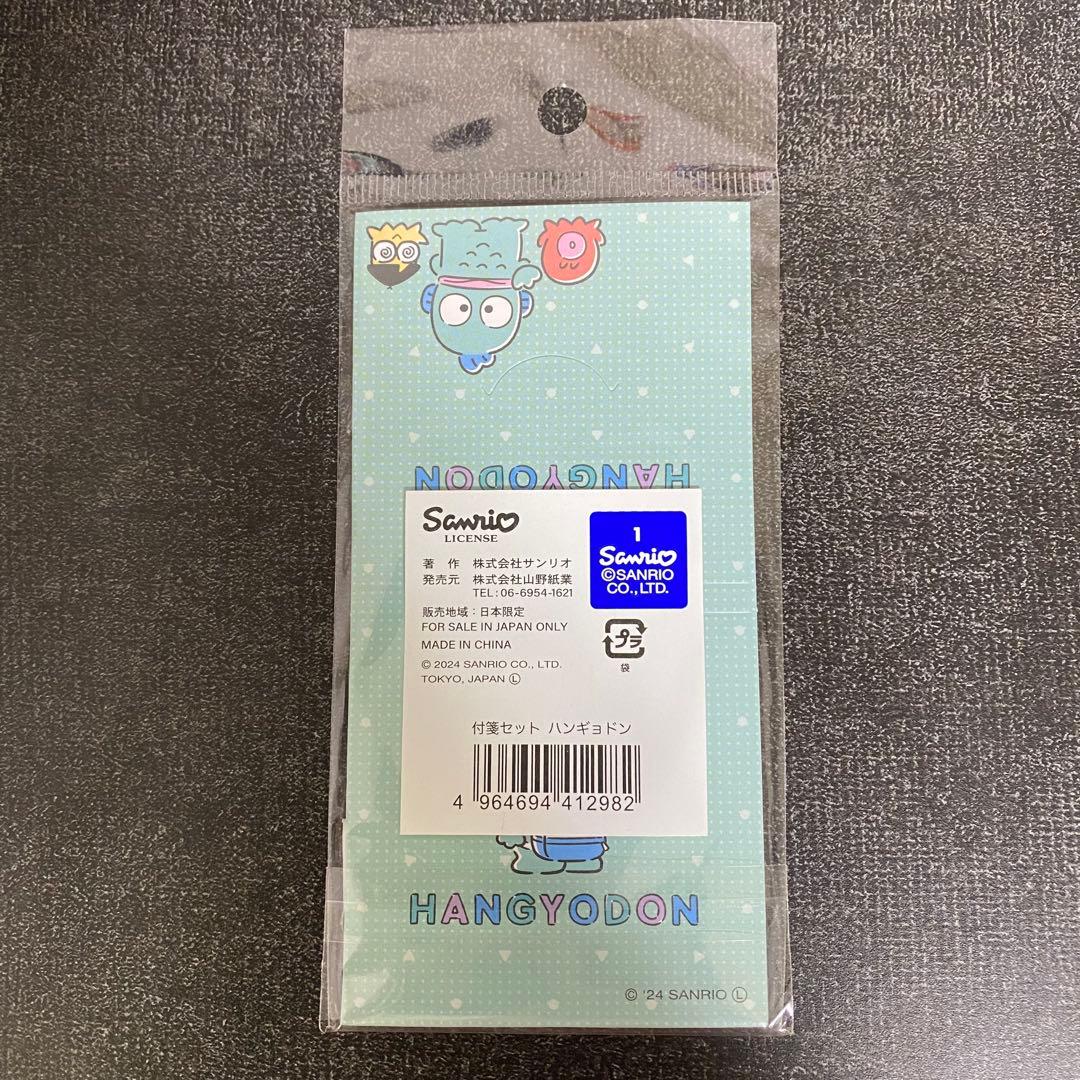 HANGYODON
Sanrio
LICENSE
著 作 株式会社サンリオ
発売元 株式会社山野紙業
TEL:06-6954-1621
販売地域:日本限定
FOR SALE IN JAPAN ONLY
MADE IN CHINA
© 2024 SANRIO CO., LTD.
TOKYO, JAPAN Ⓛ
1
Sanrio
©SANRIO
CO.,LTD.
プラ
袋
付箋セット ハンギョドン
4 964694 412982
HANGYODON
© '24 SANRIO Ⓛ